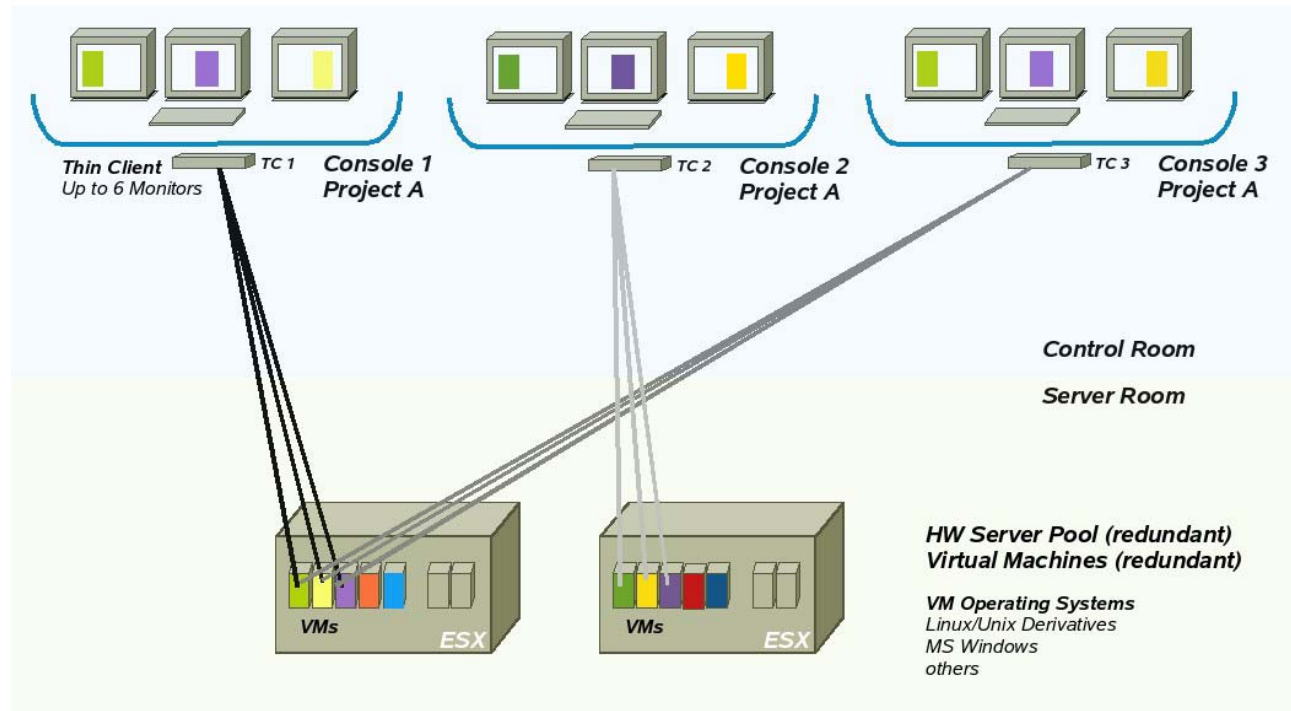 Thin Client
Up to 6 Monitors
TC 1
Console 1
Project A
TC 2
Console 2
Project A
TC 3
Console 3
Project A
Control Room
Server Room
HW Server Pool (redundant)
Virtual Machines (redundant)
VM Operating Systems
Linux/Unix Derivatives
MS Windows
others
VMs
ESX
VMs
ESX